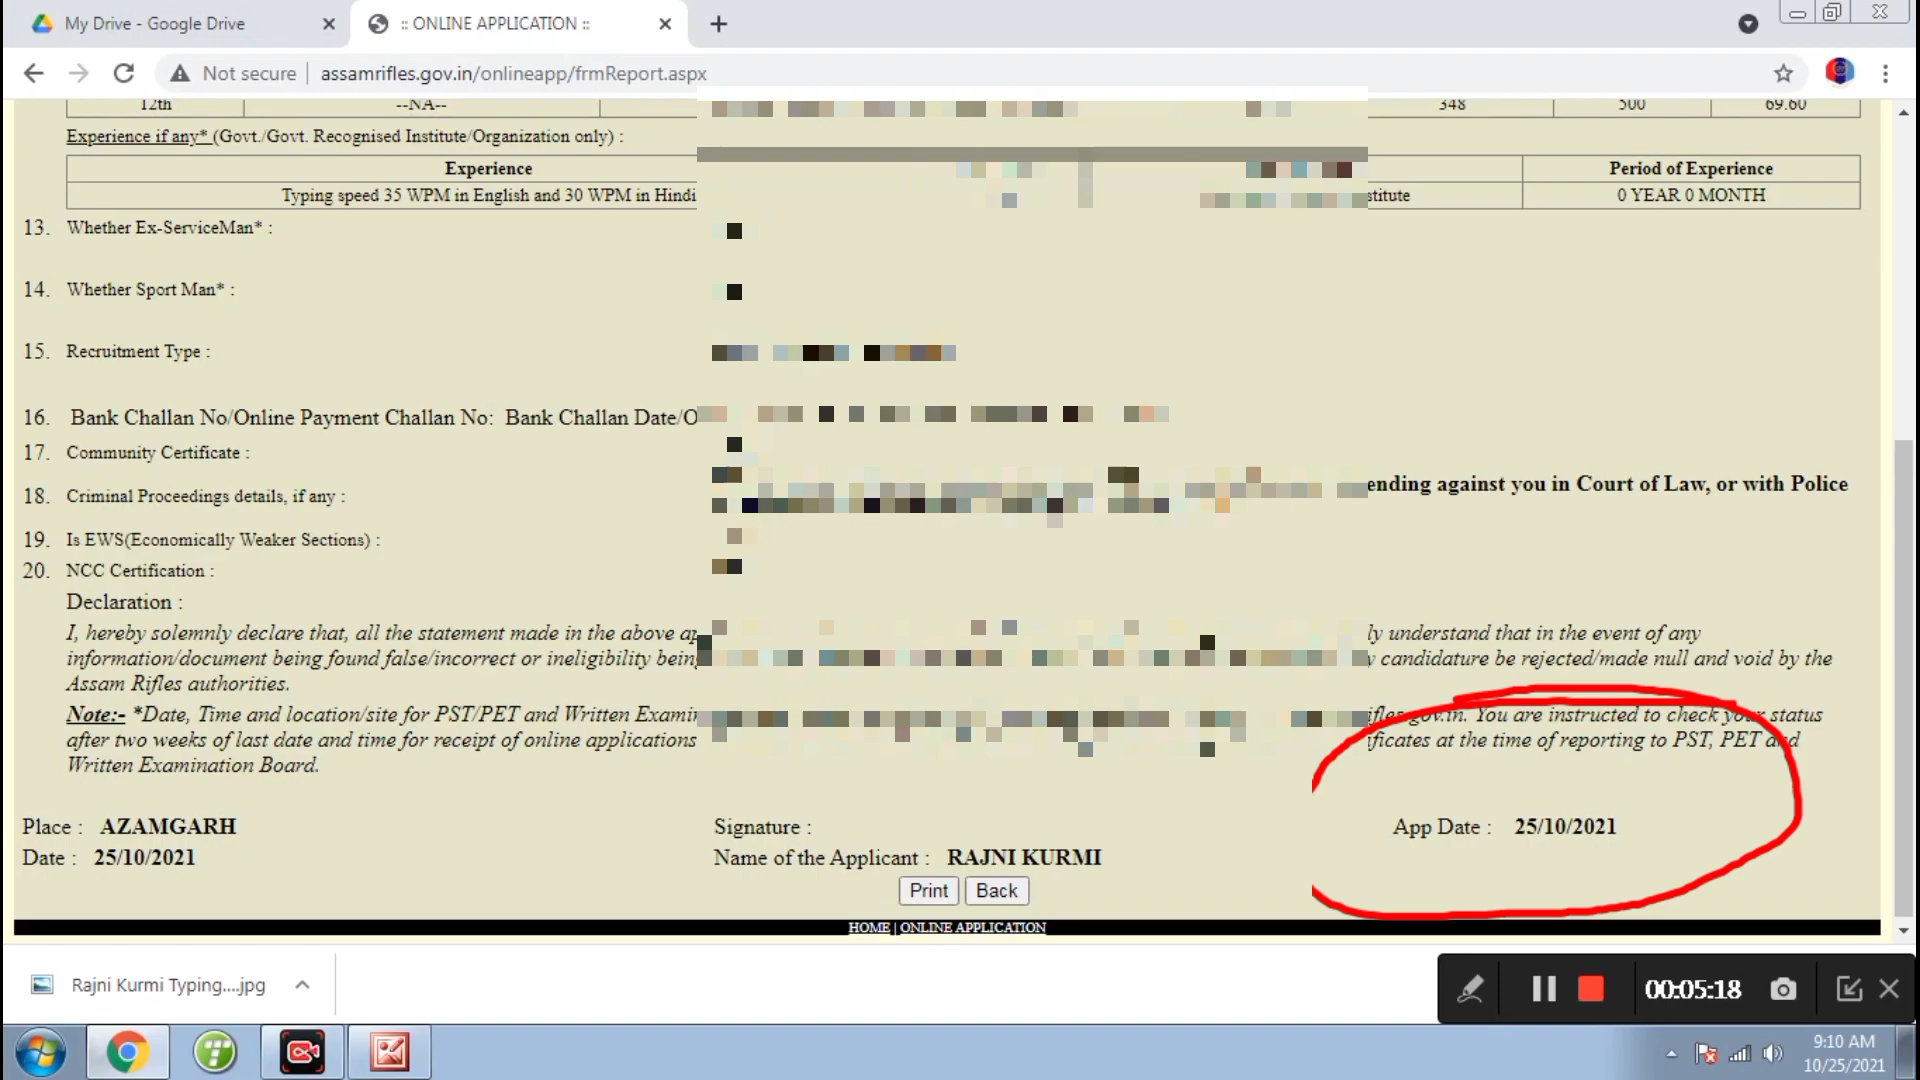 My Drive - Google Drive
:: ONLINE APPLICATION ::
Not secure
assamrifles.gov.in/onlineapp/frmReport.aspx
12th --NA-- 348 500 69.60
Experience if any* (Govt./Govt. Recognised Institute/Organization only) :
Experience Period of Experience
Typing speed 35 WPM in English and 30 WPM in Hindi stitute 0 YEAR 0 MONTH
13. Whether Ex-ServiceMan* :
14. Whether Sport Man* :
15. Recruitment Type :
16. Bank Challan No/Online Payment Challan No: Bank Challan Date/O
17. Community Certificate :
18. Criminal Proceedings details, if any : ending against you in Court of Law, or with Police
19. Is EWS(Economically Weaker Sections) :
20. NCC Certification :
Declaration :
I, hereby solemnly declare that, all the statement made in the above ap ly understand that in the event of any
information/document being found false/incorrect or ineligibility being y candidature be rejected/made null and void by the
Assam Rifles authorities.
Note:- *Date, Time and location/site for PST/PET and Written Examin ifles.gov.in. You are instructed to check your status
after two weeks of last date and time for receipt of online applications ificates at the time of reporting to PST, PET and
Written Examination Board.
Place : AZAMGARH Signature : App Date : 25/10/2021
Date : 25/10/2021 Name of the Applicant : RAJNI KURMI
Print Back
HOME | ONLINE APPLICATION
Rajni Kurmi Typing....jpg
00:05:18
9:10 AM
10/25/2021